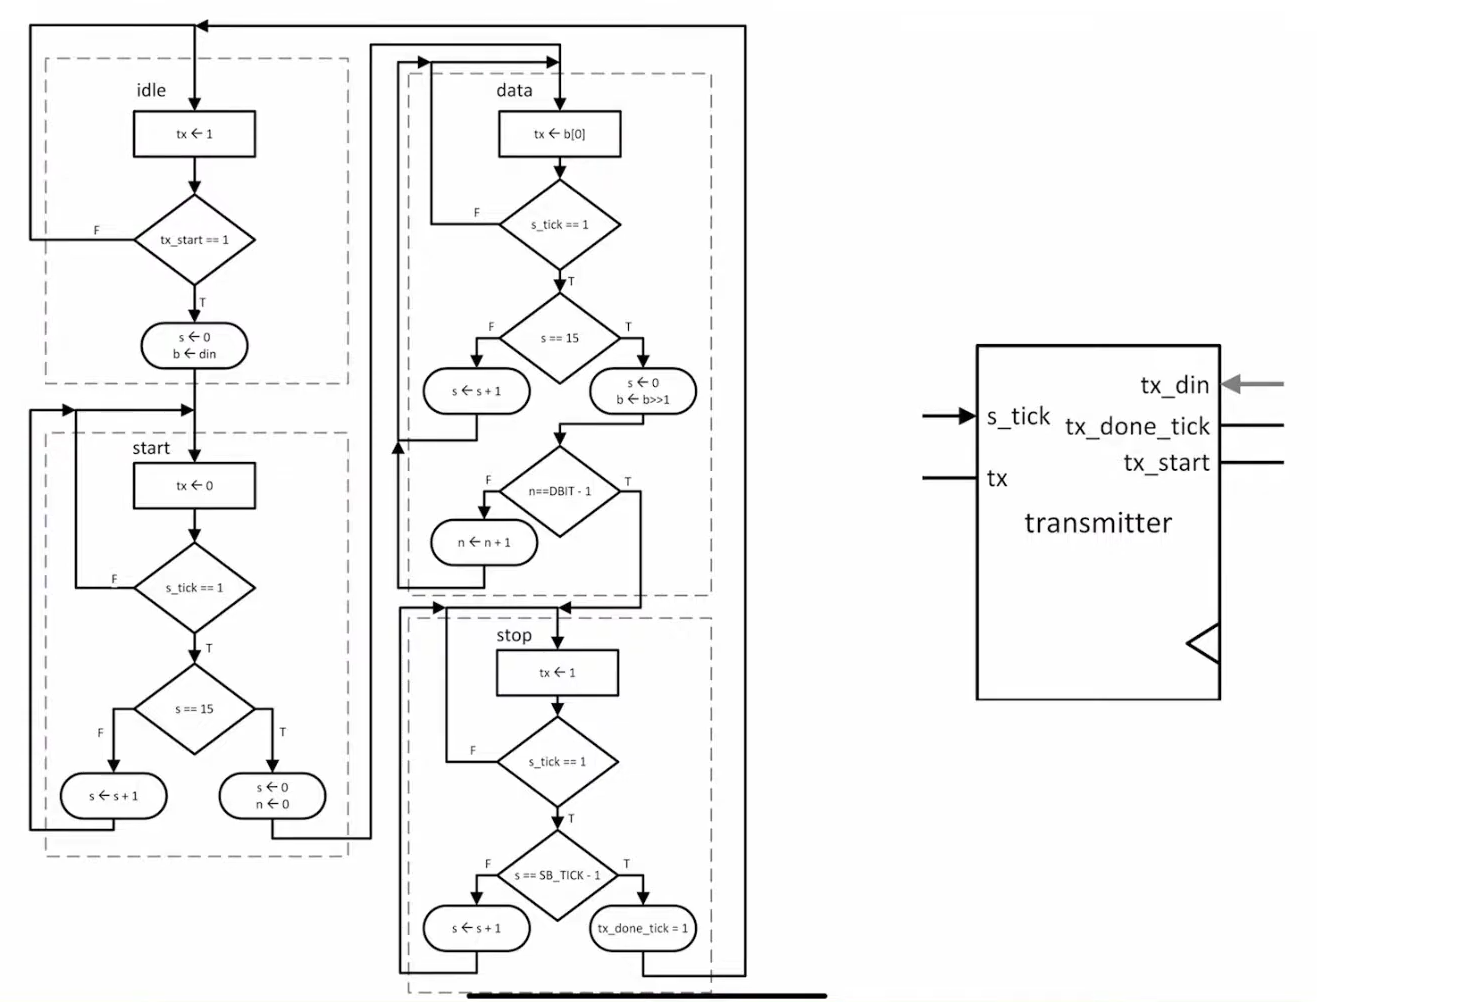 idle
tx ← 1
tx_start == 1
F
T
s ← 0
b ← din
start
tx ← 0
s_tick == 1
F
T
s == 15
F
T
s ← s + 1
s ← 0
n ← 0
data
tx ← b[0]
s_tick == 1
F
T
s == 15
F
T
s ← s + 1
s ← 0
b ← b>>1
n==DBIT - 1
F
T
n ← n + 1
stop
tx ← 1
s_tick == 1
F
T
s == SB_TICK - 1
F
T
s ← s + 1
tx_done_tick = 1
tx_din
s_tick
tx_done_tick
tx_start
tx
transmitter